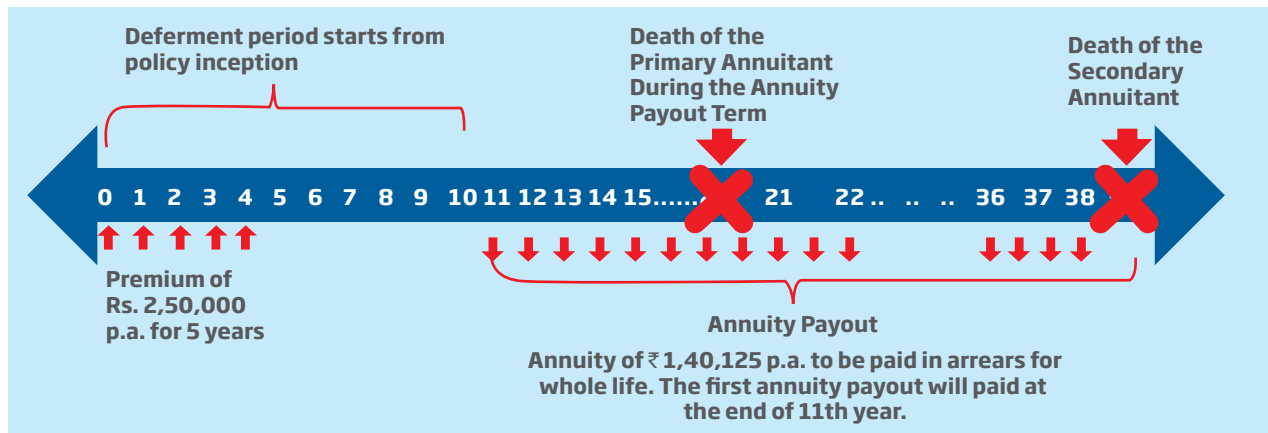 Deferment period starts from
policy inception
Death of the
Primary Annuitant
During the Annuity
Payout Term
Death of the
Secondary
Annuitant
0 1 2 3 4 5 6 7 8 9 10 11 12 13 14 15...... 21 22 .. .. .. 36 37 38
Premium of
Rs. 2,50,000
p.a. for 5 years
Annuity Payout
Annuity of ₹ 1,40,125 p.a. to be paid in arrears for
whole life. The first annuity payout will paid at
the end of 11th year.